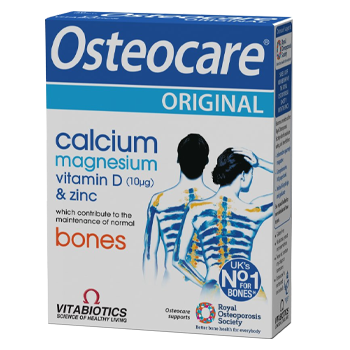 Osteocare®
ORIGINAL
calcium
magnesium
vitamin D (10µg)
& zinc
which contribute to the
maintenance of normal
bones
UK's
No1
FOR
BONES
VITABIOTICS
SCIENCE OF HEALTHY LIVING
Osteocare
supports
Royal
Osteoporosis
Society
Better bone health for everybody